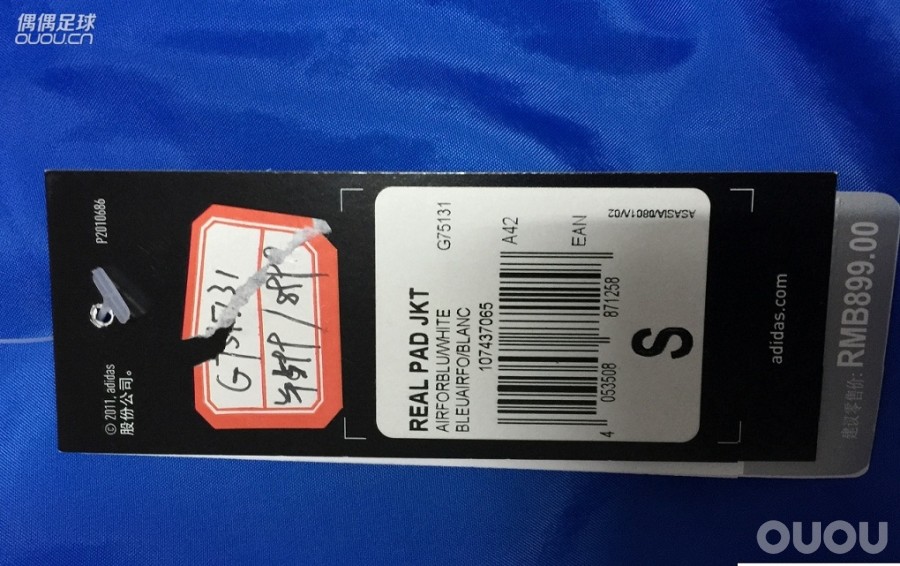 偶偶足球
OUOU.CN
P2010686
© 2011, adidas
股份公司。
G75131
899
REAL PAD JKT
G75131
AIRFORBLU/WHITE
BLEUAIRFO/BLANC
107437065
A42
EAN
ASASIA/0801/V02
4 053508 871258
S
adidas.com
建议零售价: RMB899.00
OUOU